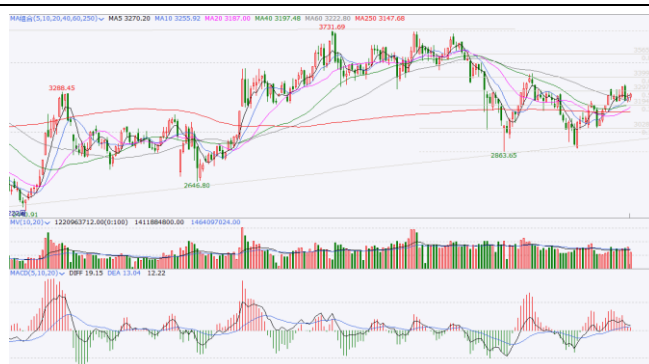 MA组合(5,10,20,40,60,250) MA5 3270.20 MA10 3255.92 MA20 3187.00 MA40 3197.48 MA60 3222.80 MA250 3147.68
3731.69
3288.45
2883.65
2646.80
MV(10,20) 1220963712.00(0:100) 1411884800.00 1464097024.00
MACD(5,10,20) DIFF 19.15 DEA 13.04 12.22